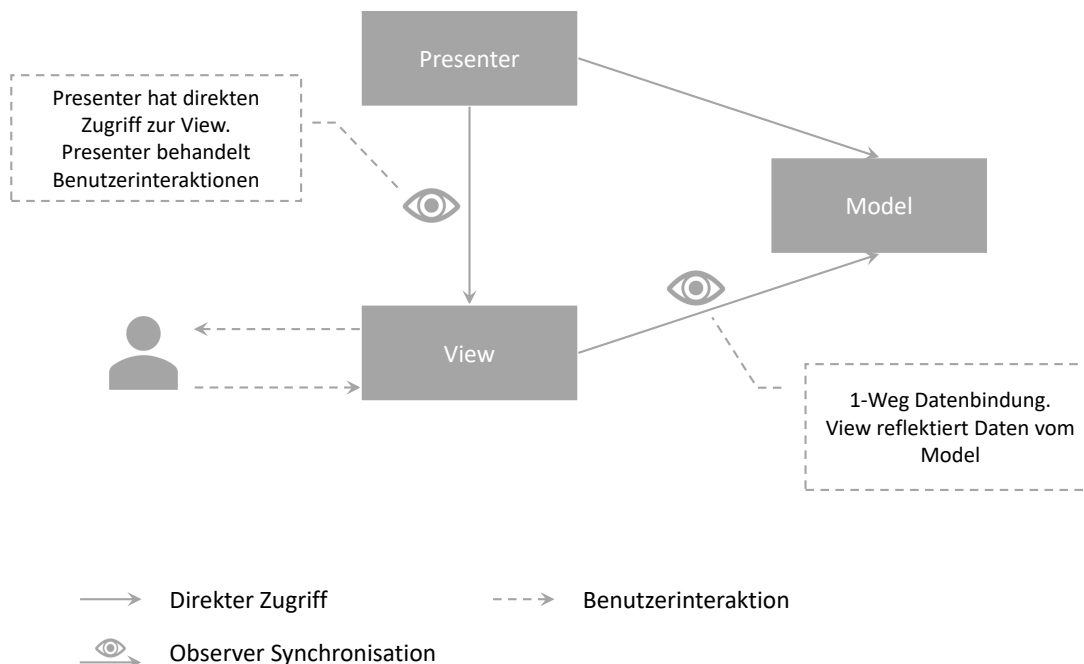 Presenter
Presenter hat direkten
Zugriff zur View.
Presenter behandelt
Benutzerinteraktionen
Model
View
1-Weg Datenbindung.
View reflektiert Daten vom
Model
Direkter Zugriff
Benutzerinteraktion
Observer Synchronisation